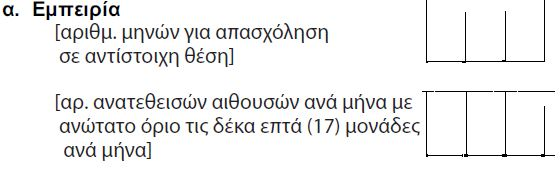 α. Εμπειρία
[αριθμ. μηνών για απασχόληση
σε αντίστοιχη θέση]
[αρ. ανατεθεισών αιθουσών ανά μήνα με
ανώτατο όριο τις δέκα επτά (17) μονάδες
ανά μήνα]